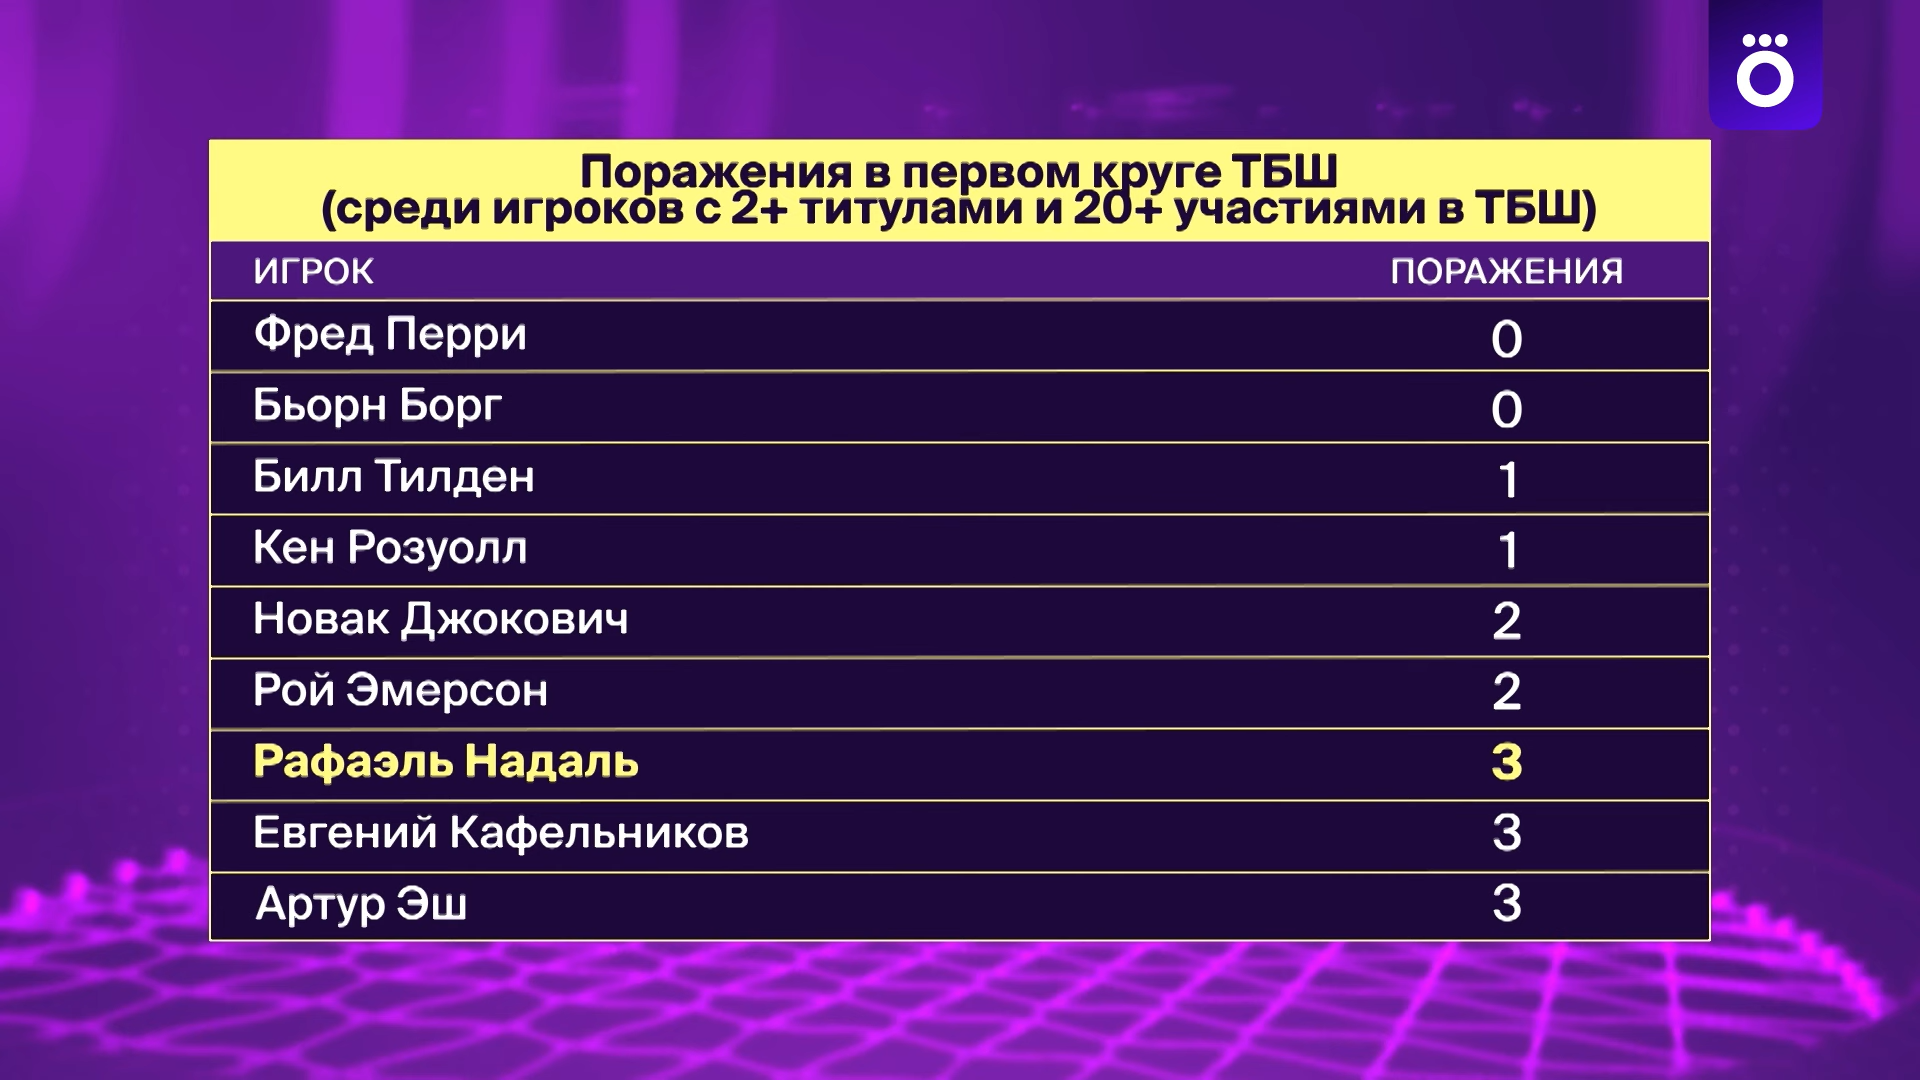 Поражения в первом круге ТБШ
(среди игроков с 2+ титулами и 20+ участиями в ТБШ)
ИГРОК ПОРАЖЕНИЯ
Фред Перри 0
Бьорн Борг 0
Билл Тилден 1
Кен Розуолл 1
Новак Джокович 2
Рой Эмерсон 2
Рафаэль Надаль 3
Евгений Кафельников 3
Артур Эш 3